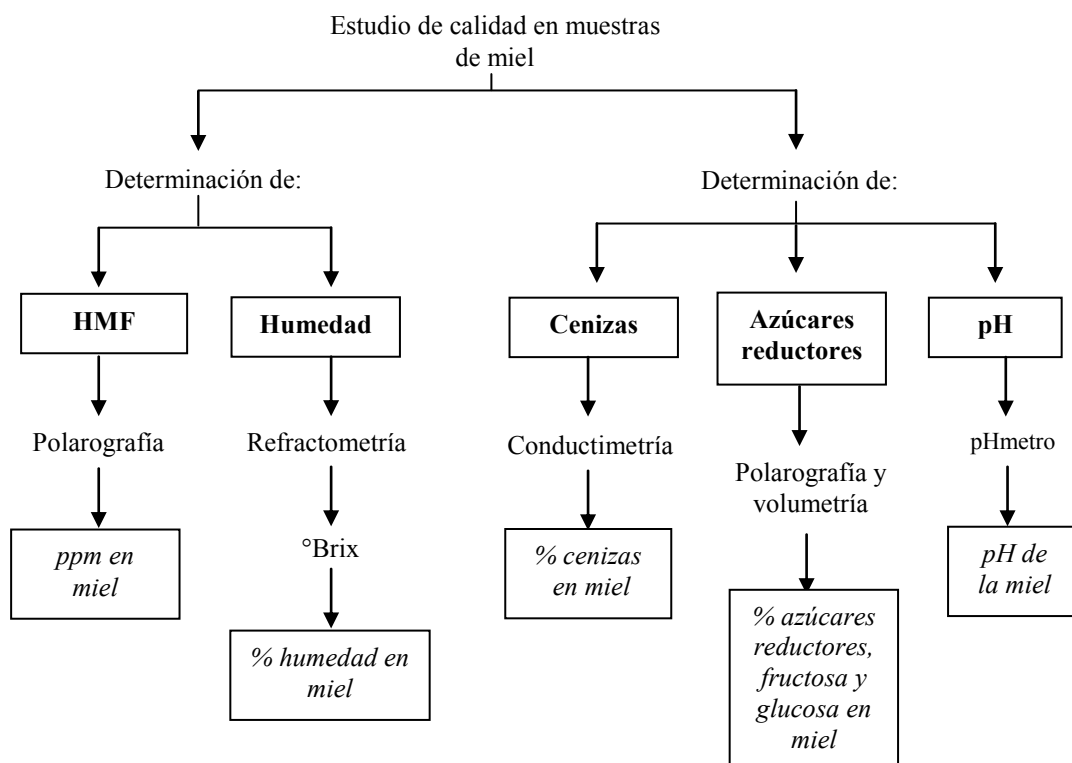 Estudio de calidad en muestras
de miel
Determinación de:
Determinación de:
HMF
Humedad
Cenizas
Azúcares
reductores
pH
Polarografía
Refractometría
Conductimetría
Polarografía y
volumetría
pHmetro
ppm en
miel
°Brix
% humedad en
miel
% cenizas
en miel
% azúcares
reductores,
fructosa y
glucosa en
miel
pH de
la miel